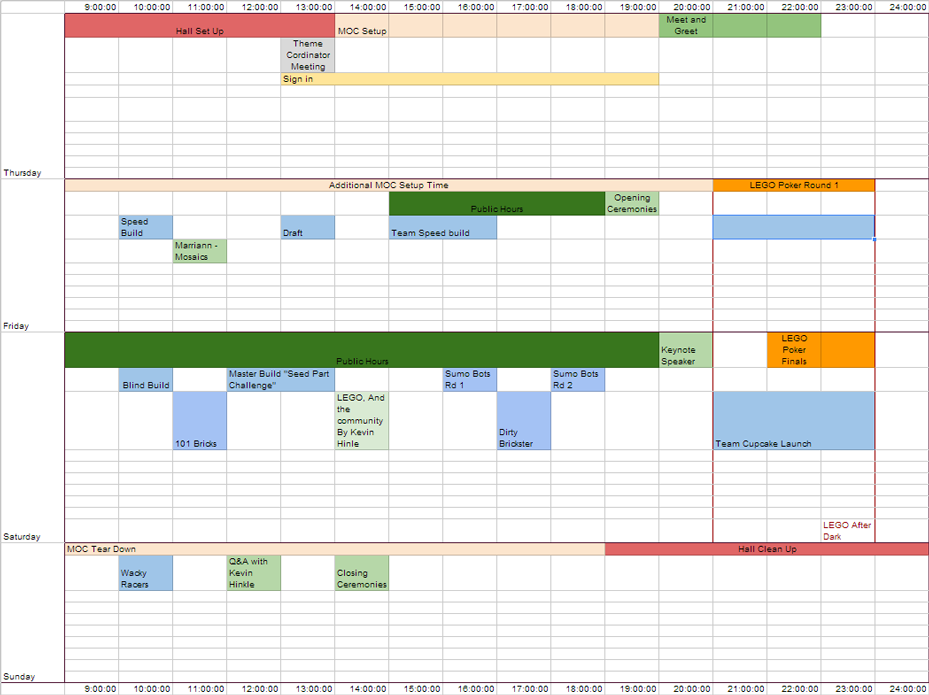 9:00:00 10:00:00 11:00:00 12:00:00 13:00:00 14:00:00 15:00:00 16:00:00 17:00:00 18:00:00 19:00:00 20:00:00 21:00:00 22:00:00 23:00:00 24:00:00
Hall Set Up
MOC Setup
Meet and
Greet
Theme
Cordinator
Meeting
Sign in
Thursday
Additional MOC Setup Time
LEGO Poker Round 1
Public Hours
Opening
Ceremonies
Speed
Build
Draft
Team Speed build
Marriann -
Mosaics
Friday
Public Hours
Keynote
Speaker
LEGO
Poker
Finals
Blind Build
Master Build "Seed Part
Challenge"
Sumo Bots
Rd 1
Sumo Bots
Rd 2
101 Bricks
LEGO, And
the
community
By Kevin
Hinle
Dirty
Brickster
Team Cupcake Launch
LEGO After
Dark
Saturday
MOC Tear Down
Hall Clean Up
Wacky
Racers
Q&A with
Kevin
Hinkle
Closing
Ceremonies
Sunday
9:00:00 10:00:00 11:00:00 12:00:00 13:00:00 14:00:00 15:00:00 16:00:00 17:00:00 18:00:00 19:00:00 20:00:00 21:00:00 22:00:00 23:00:00 24:00:00